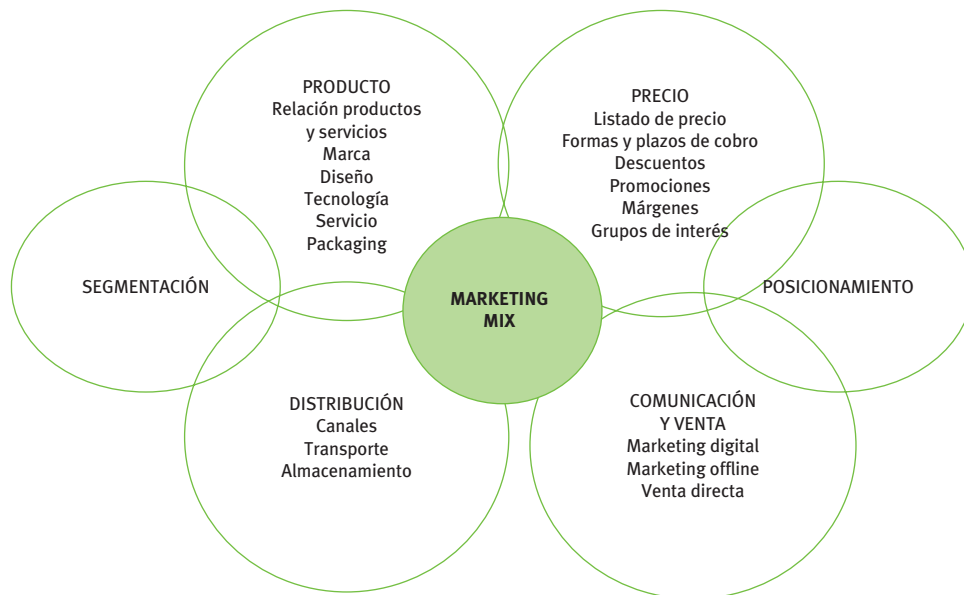 PRODUCTO
Relación productos
y servicios
Marca
Diseño
Tecnología
Servicio
Packaging
PRECIO
Listado de precio
Formas y plazos de cobro
Descuentos
Promociones
Márgenes
Grupos de interés
SEGMENTACIÓN
MARKETING
MIX
POSICIONAMIENTO
DISTRIBUCIÓN
Canales
Transporte
Almacenamiento
COMUNICACIÓN
Y VENTA
Marketing digital
Marketing offline
Venta directa